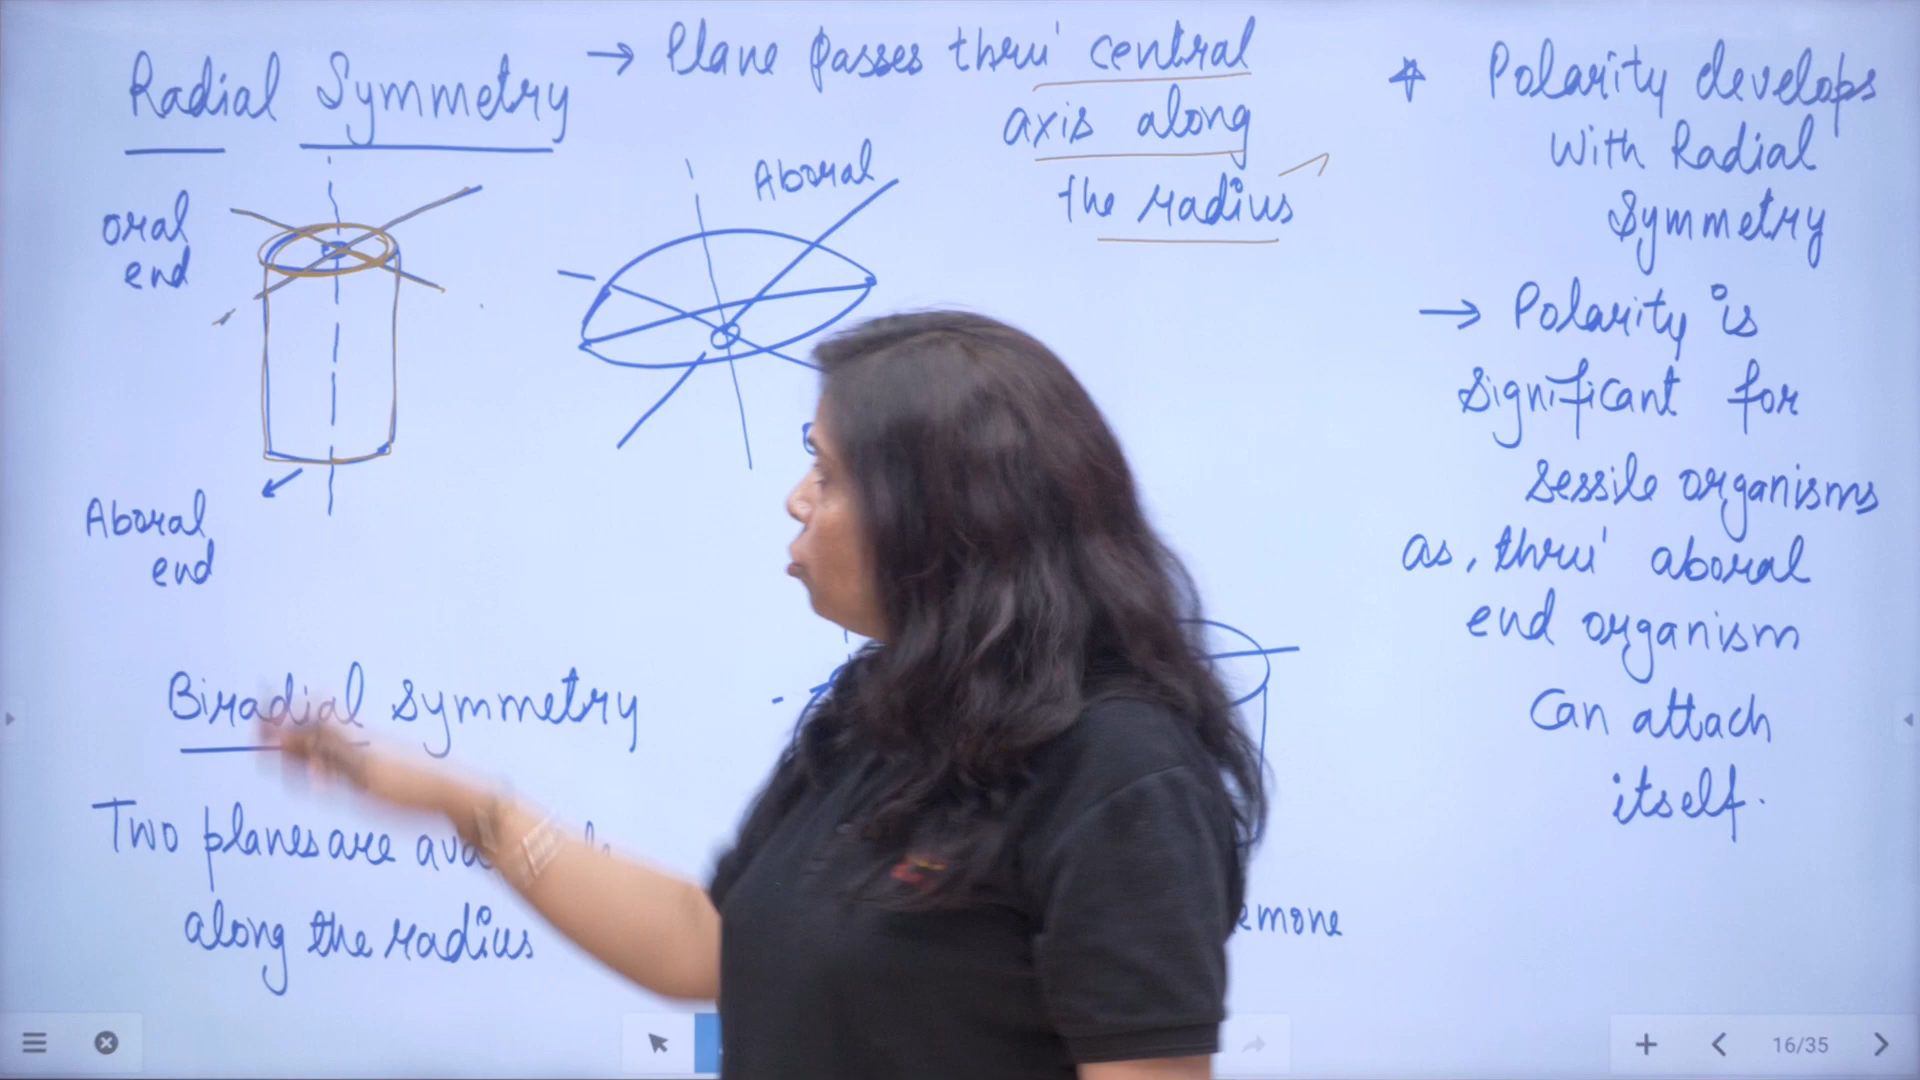 Radial Symmetry → Plane passes thru' central
axis along
the radius
oral
end
Aboral
Aboral
end
Biradial symmetry
Two planes are
along the radius
* Polarity develops
with Radial
symmetry
→ Polarity is
significant for
sessile organisms
as, thru' aboral
end organism
can attach
itself.
16/35